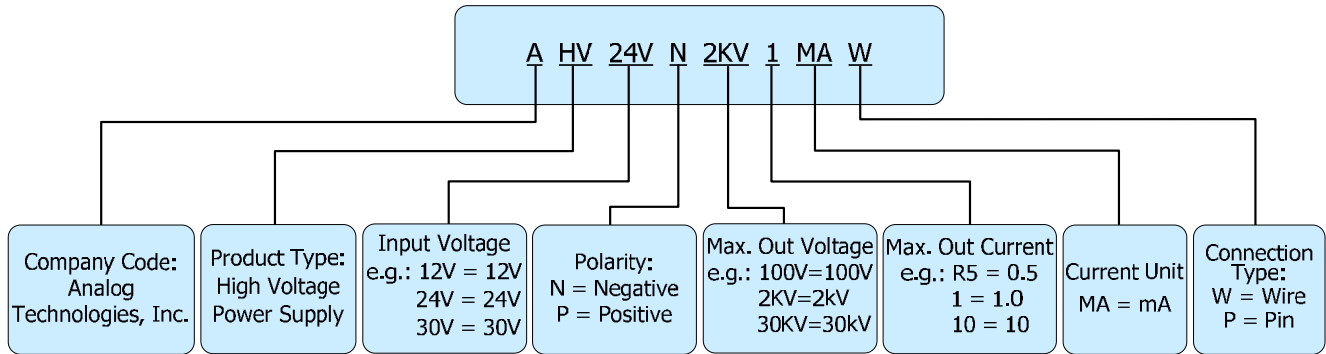 A HV 24V N 2KV 1 MA W
Company Code:
Analog
Technologies, Inc.
Product Type:
High Voltage
Power Supply
Input Voltage
e.g.: 12V = 12V
24V = 24V
30V = 30V
Polarity:
N = Negative
P = Positive
Max. Out Voltage
e.g.: 100V=100V
2KV=2kV
30KV=30kV
Max. Out Current
e.g.: R5 = 0.5
1 = 1.0
10 = 10
Current Unit
MA = mA
Connection
Type:
W = Wire
P = Pin